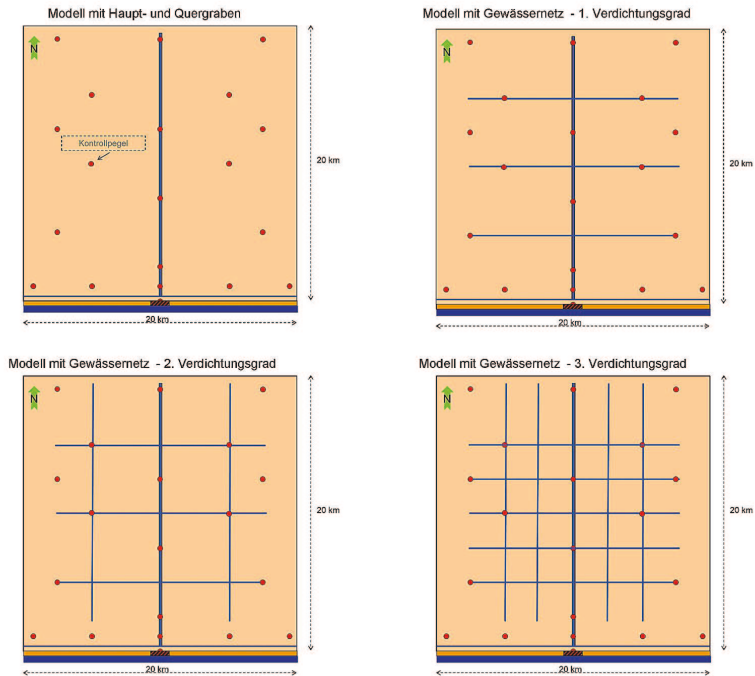 Modell mit Haupt- und Quergraben
N
Kontrollpegel
20 km
20 km
Modell mit Gewässernetz - 1. Verdichtungsgrad
N
20 km
20 km
Modell mit Gewässernetz - 2. Verdichtungsgrad
N
20 km
20 km
Modell mit Gewässernetz - 3. Verdichtungsgrad
N
20 km
20 km